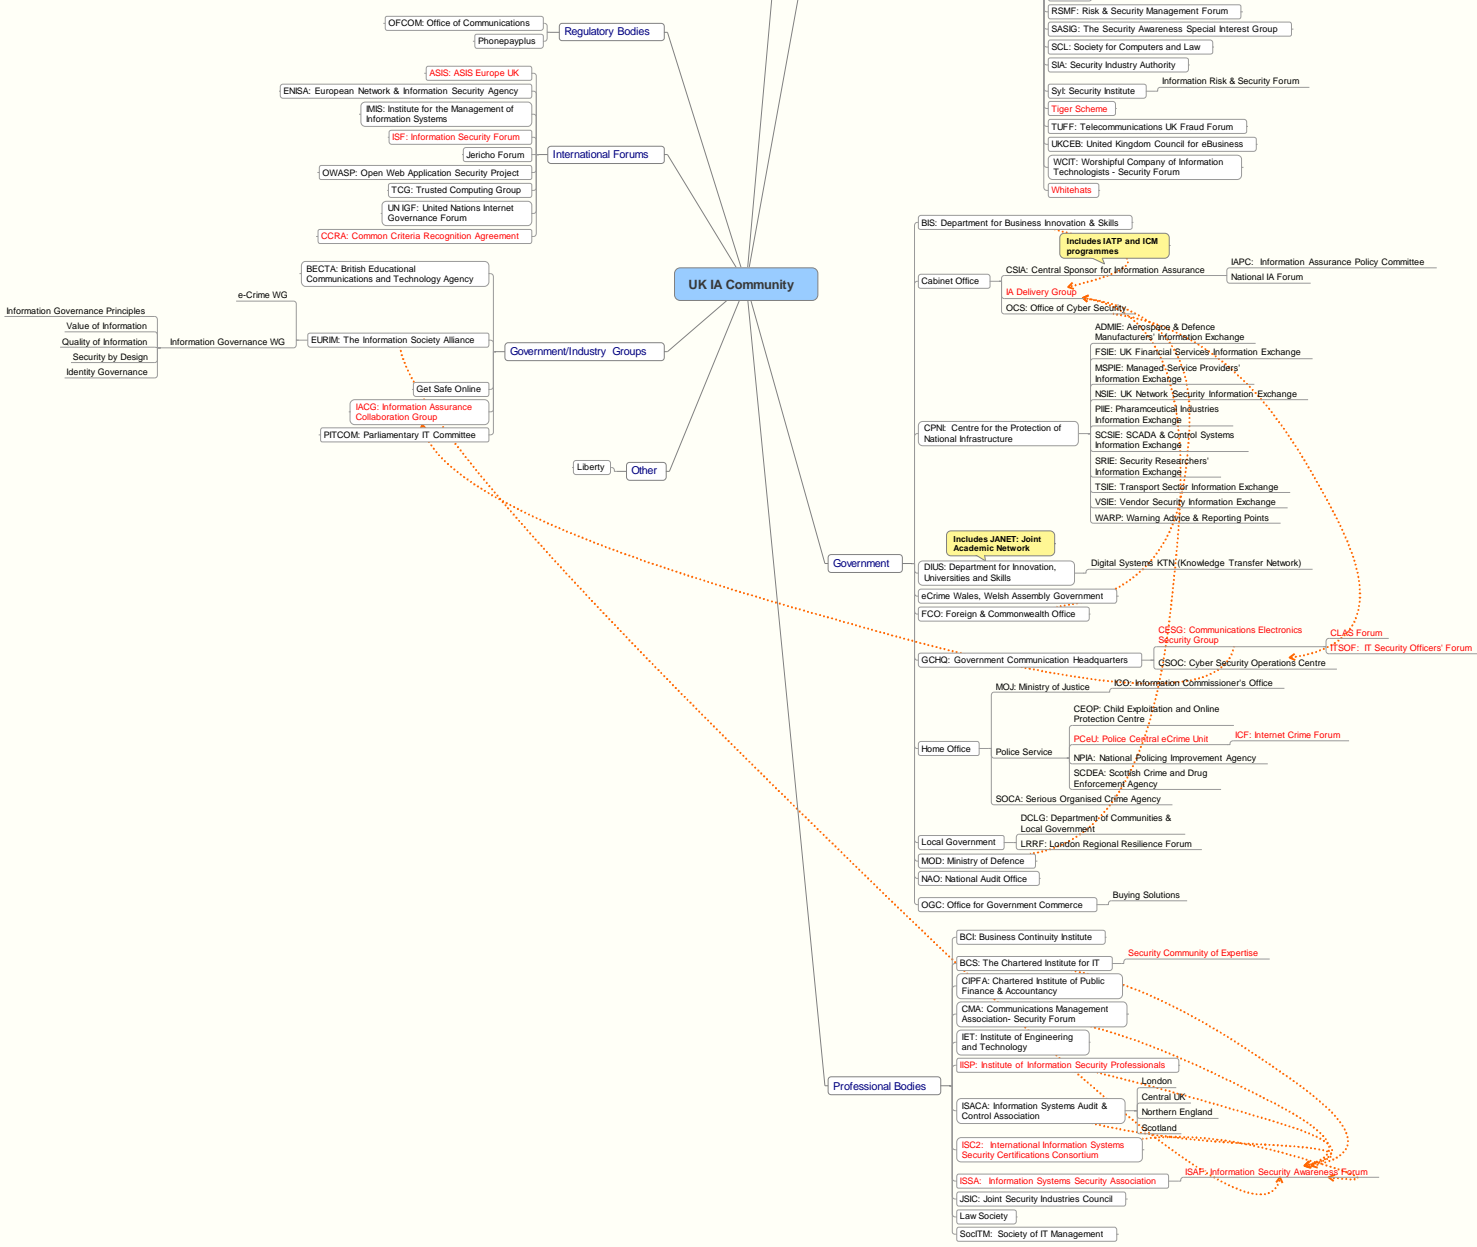 OFCOM: Office of Communications
Phonepayplus
Regulatory Bodies
ASIS: ASIS Europe UK
ENISA: European Network & Information Security Agency
IMIS: Institute for the Management of
Information Systems
ISF: Information Security Forum
Jericho Forum
OWASP: Open Web Application Security Project
TCG: Trusted Computing Group
UN IGF: United Nations Internet
Governance Forum
CCRA: Common Criteria Recognition Agreement
International Forums
BECTA: British Educational
Communications and Technology Agency
e-Crime WG
Information Governance Principles
Value of Information
Quality of Information
Security by Design
Identity Governance
Information Governance WG
EURIM: The Information Society Alliance
Get Safe Online
IACG: Information Assurance
Collaboration Group
PITCOM: Parliamentary IT Committee
Government/Industry Groups
Liberty
Other
UK IA Community
RSMF: Risk & Security Management Forum
SASIG: The Security Awareness Special Interest Group
SCL: Society for Computers and Law
SIA: Security Industry Authority
SyI: Security Institute
Information Risk & Security Forum
Tiger Scheme
TUFF: Telecommunications UK Fraud Forum
UKCEB: United Kingdom Council for eBusiness
WCIT: Worshipful Company of Information
Technologists - Security Forum
Whitehats
Government
BIS: Department for Business Innovation & Skills
Includes IATP and ICM
programmes
Cabinet Office
CSIA: Central Sponsor for Information Assurance
IAPC: Information Assurance Policy Committee
National IA Forum
IA Delivery Group
OCS: Office of Cyber Security
CPNI: Centre for the Protection of
National Infrastructure
ADMIE: Aerospace & Defence
Manufacturers' Information Exchange
FSIE: UK Financial Services Information Exchange
MSPIE: Managed Service Providers'
Information Exchange
NSIE: UK Network Security Information Exchange
PIIE: Pharamceutical Industries
Information Exchange
SCSIE: SCADA & Control Systems
Information Exchange
SRIE: Security Researchers'
Information Exchange
TSIE: Transport Sector Information Exchange
VSIE: Vendor Security Information Exchange
WARP: Warning Advice & Reporting Points
Includes JANET: Joint
Academic Network
DIUS: Department for Innovation,
Universities and Skills
Digital Systems KTN (Knowledge Transfer Network)
eCrime Wales, Welsh Assembly Government
FCO: Foreign & Commonwealth Office
GCHQ: Government Communication Headquarters
CESG: Communications Electronics
Security Group
CLAS Forum
ITSOF: IT Security Officers' Forum
CSOC: Cyber Security Operations Centre
Home Office
MOJ: Ministry of Justice
ICO: Information Commissioner's Office
Police Service
CEOP: Child Exploitation and Online
Protection Centre
PCeU: Police Central eCrime Unit
ICF: Internet Crime Forum
NPIA: National Policing Improvement Agency
SCDEA: Scottish Crime and Drug
Enforcement Agency
SOCA: Serious Organised Crime Agency
Local Government
DCLG: Department of Communities &
Local Government
LRRF: London Regional Resilience Forum
MOD: Ministry of Defence
NAO: National Audit Office
OGC: Office for Government Commerce
Buying Solutions
Professional Bodies
BCI: Business Continuity Institute
BCS: The Chartered Institute for IT
Security Community of Expertise
CIPFA: Chartered Institute of Public
Finance & Accountancy
CMA: Communications Management
Association- Security Forum
IET: Institute of Engineering
and Technology
IISP: Institute of Information Security Professionals
ISACA: Information Systems Audit &
Control Association
London
Central UK
Northern England
Scotland
ISC2: International Information Systems
Security Certifications Consortium
ISSA: Information Systems Security Association
ISAF: Information Security Awareness Forum
JSIC: Joint Security Industries Council
Law Society
SocITM: Society of IT Management